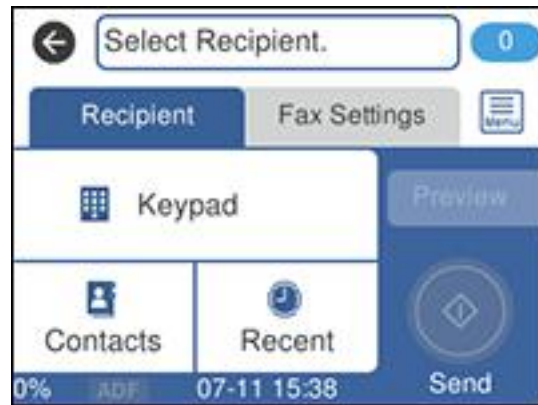 Select Recipient.
0
Recipient
Fax Settings
Menu
Keypad
Preview
Contacts
Recent
Send
0%
ADF
07-11 15:38